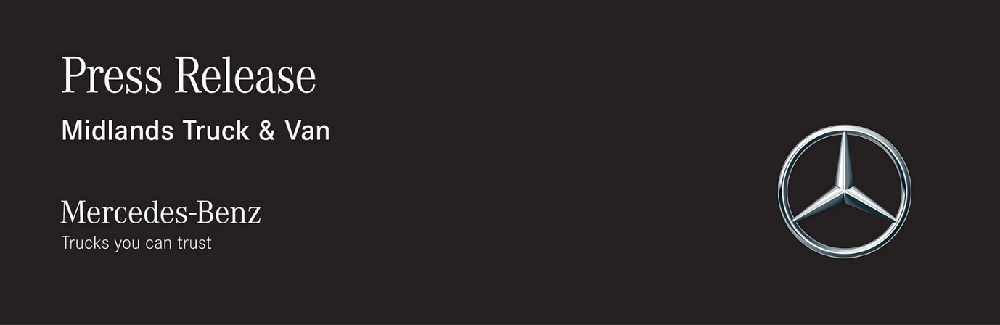 Press Release
Midlands Truck & Van
Mercedes-Benz
Trucks you can trust